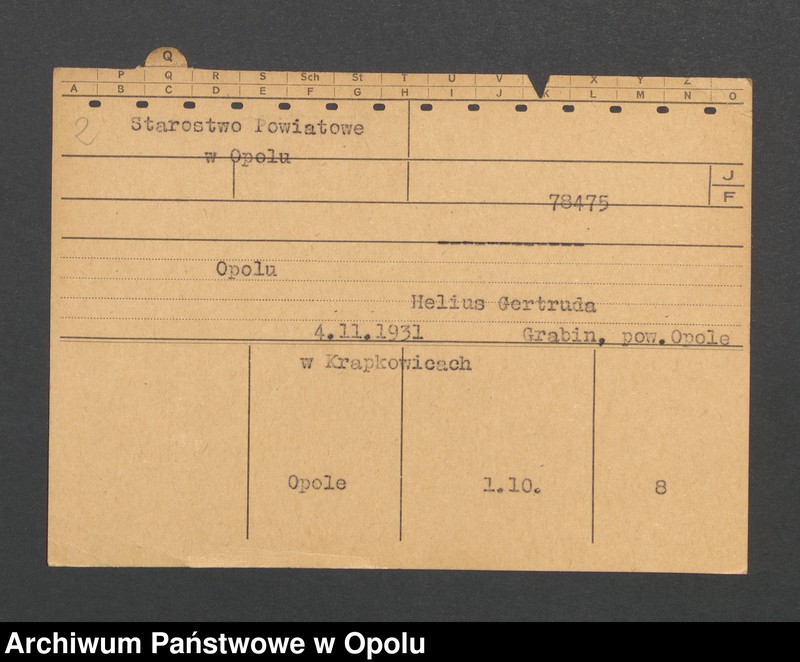 Q
P Q R S Sch St T U V X Y Z
A B C D E F G H I J K L M N O
2 Starostwo Powiatowe
w Opolu
J
78475
F
Opolu
Helius Gertruda
4.11.1931 Grabin, pow.Opole
w Krapkowicach
Opole 1.10. 8
Archiwum Państwowe w Opolu